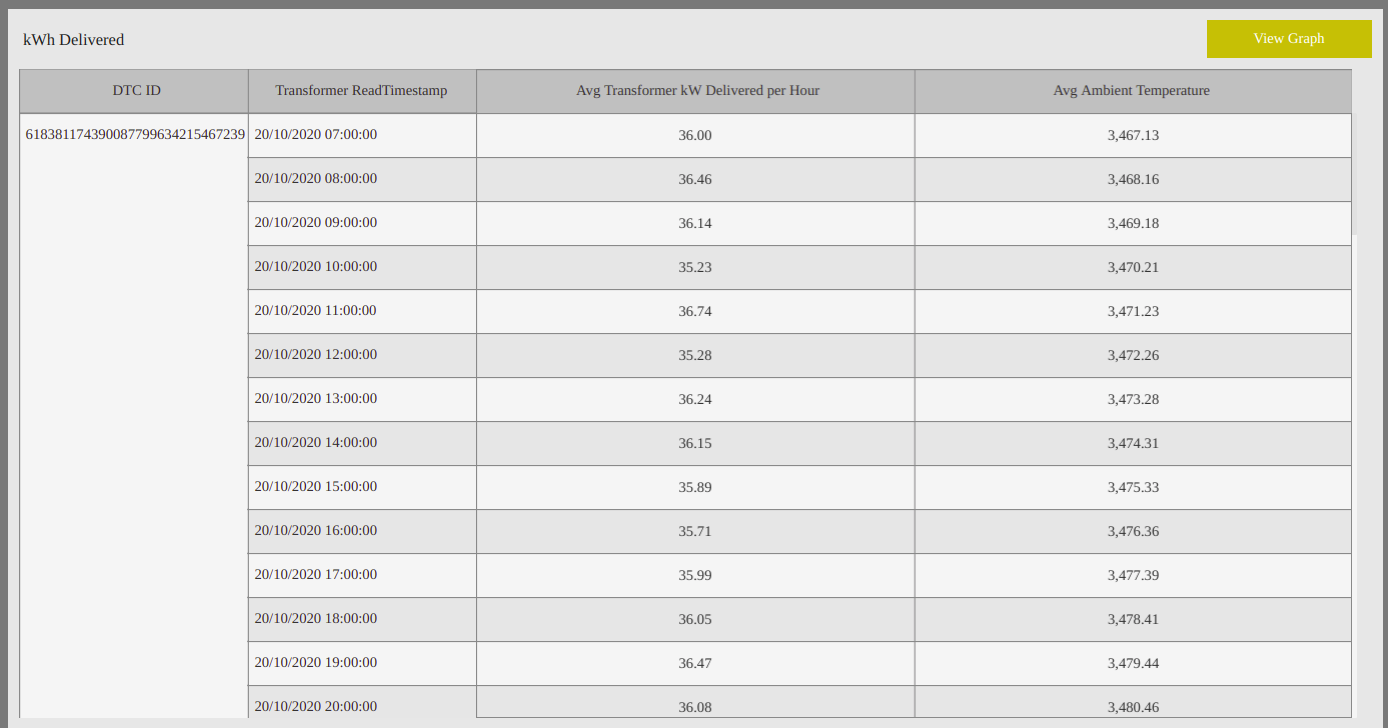 kWh Delivered
View Graph
DTC ID Transformer ReadTimestamp Avg Transformer kW Delivered per Hour Avg Ambient Temperature
6183811743900877996342154​67239 20/10/2020 07:00:00 36.00 3,467.13
20/10/2020 08:00:00 36.46 3,468.16
20/10/2020 09:00:00 36.14 3,469.18
20/10/2020 10:00:00 35.23 3,470.21
20/10/2020 11:00:00 36.74 3,471.23
20/10/2020 12:00:00 35.28 3,472.26
20/10/2020 13:00:00 36.24 3,473.28
20/10/2020 14:00:00 36.15 3,474.31
20/10/2020 15:00:00 35.89 3,475.33
20/10/2020 16:00:00 35.71 3,476.36
20/10/2020 17:00:00 35.99 3,477.39
20/10/2020 18:00:00 36.05 3,478.41
20/10/2020 19:00:00 36.47 3,479.44
20/10/2020 20:00:00 36.08 3,480.46